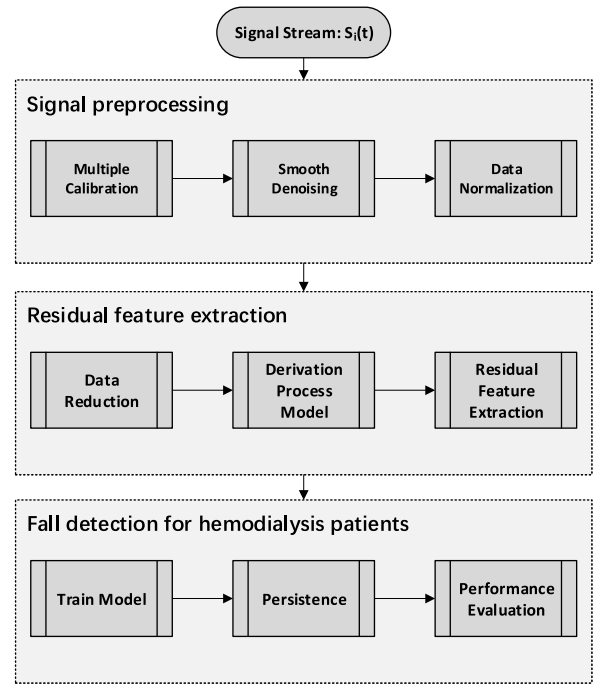 Signal Stream: Sᵢ(t)
Signal preprocessing
Multiple
Calibration
Smooth
Denoising
Data
Normalization
Residual feature extraction
Data
Reduction
Derivation
Process
Model
Residual
Feature
Extraction
Fall detection for hemodialysis patients
Train Model
Persistence
Performance
Evaluation